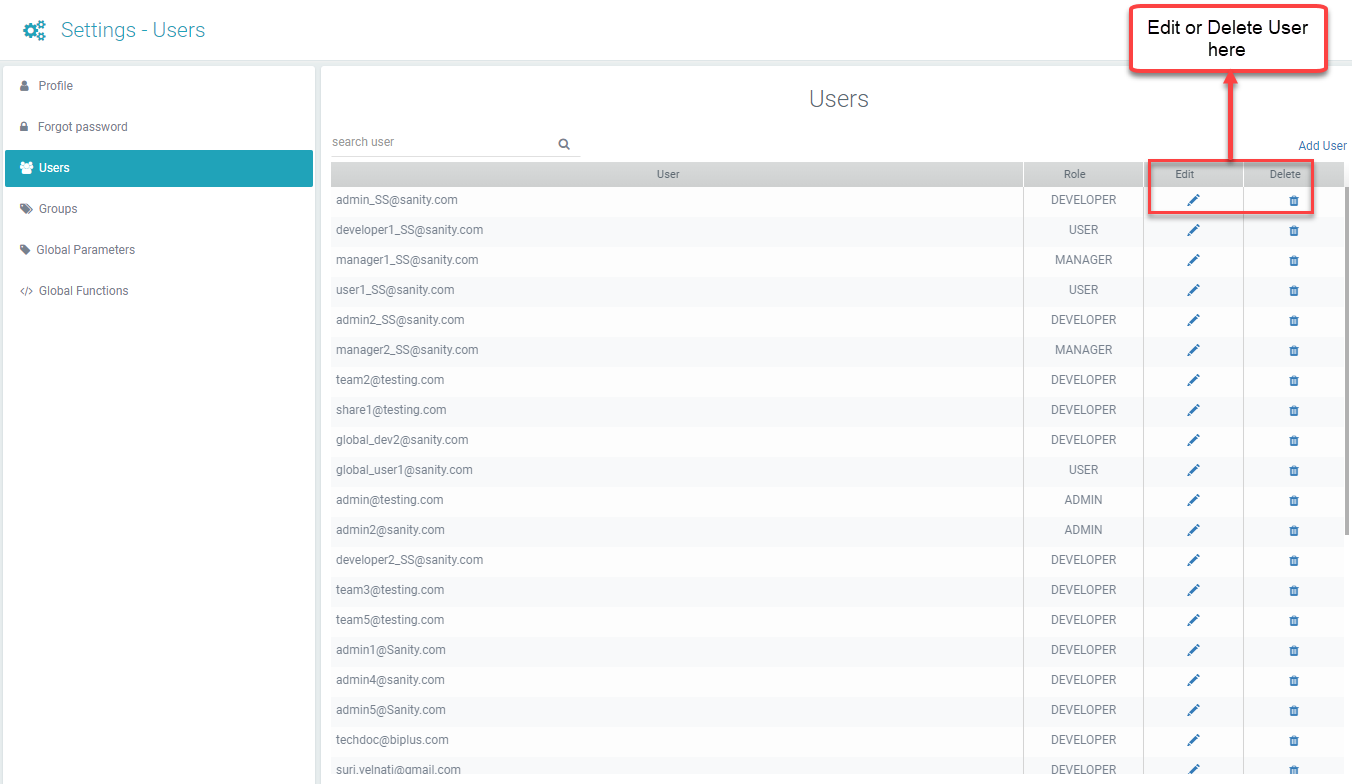 Settings - Users
Edit or Delete User
here
Profile
Forgot password
Users
Groups
Global Parameters
</> Global Functions
Users
search user
Add User
User Role Edit Delete
admin_SS@sanity.com DEVELOPER
developer1_SS@sanity.com USER
manager1_SS@sanity.com MANAGER
user1_SS@sanity.com USER
admin2_SS@sanity.com DEVELOPER
manager2_SS@sanity.com MANAGER
team2@testing.com DEVELOPER
share1@testing.com DEVELOPER
global_dev2@sanity.com DEVELOPER
global_user1@sanity.com USER
admin@testing.com ADMIN
admin2@sanity.com ADMIN
developer2_SS@sanity.com DEVELOPER
team3@testing.com DEVELOPER
team5@testing.com DEVELOPER
admin1@Sanity.com DEVELOPER
admin4@sanity.com DEVELOPER
admin5@Sanity.com DEVELOPER
techdoc@biplus.com DEVELOPER
suri.velnati@gmail.com DEVELOPER